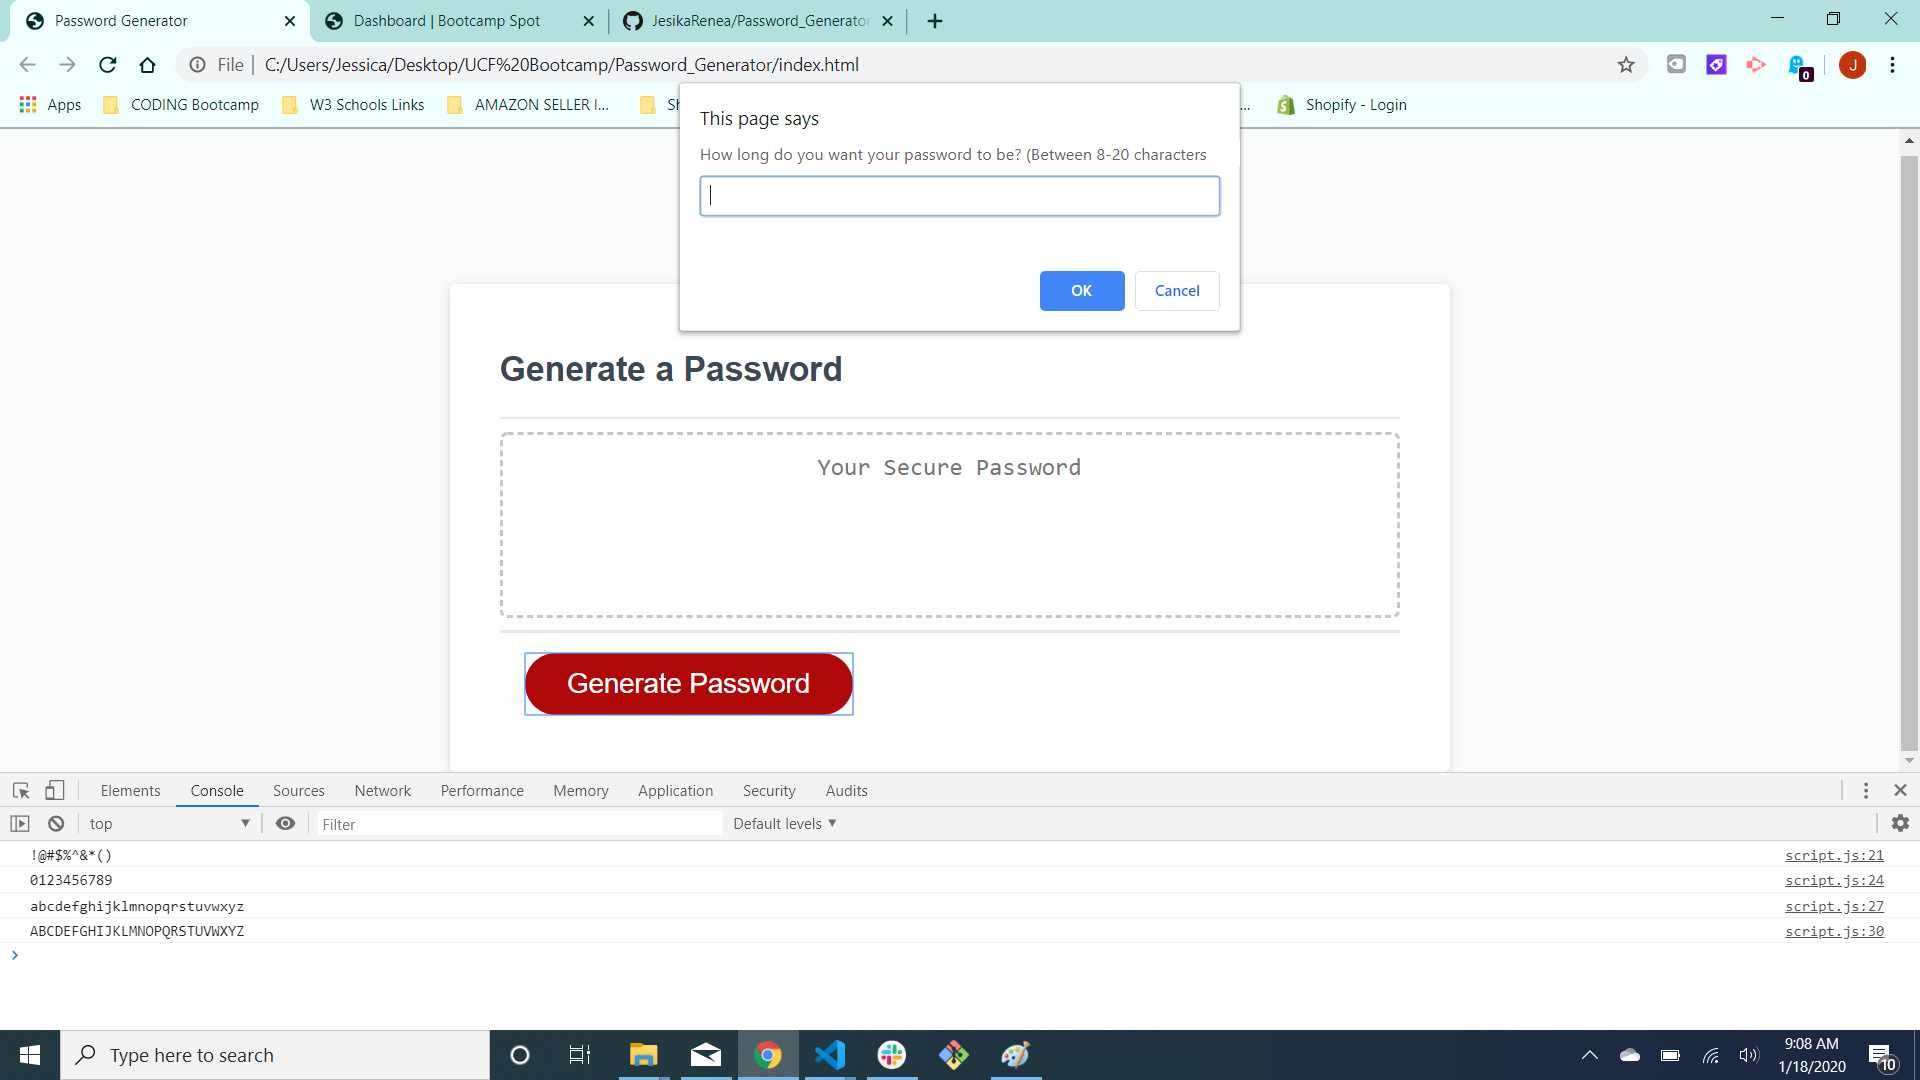 Password Generator
Dashboard | Bootcamp Spot
JesikaRenea/Password_Generator
File | C:/Users/Jessica/Desktop/UCF%20Bootcamp/Password_Generator/index.html
J
0
Apps
CODING Bootcamp
W3 Schools Links
AMAZON SELLER I...
...
Shopify - Login
This page says
How long do you want your password to be? (Between 8-20 characters
OK
Cancel
Generate a Password
Your Secure Password
Generate Password
Elements
Console
Sources
Network
Performance
Memory
Application
Security
Audits
top
Filter
Default levels
!@#$%^&*()
script.js:21
0123456789
script.js:24
abcdefghijklmnopqrstuvwxyz
script.js:27
ABCDEFGHIJKLMNOPQRSTUVWXYZ
script.js:30
Type here to search
9:08 AM
1/18/2020
10